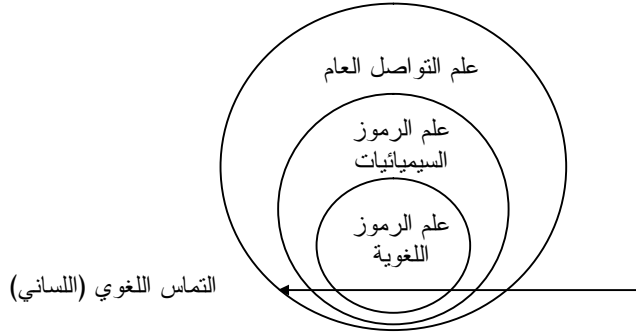 علم التواصل العام
علم الرموز
السيميائيات
علم الرموز
اللغوية
التماس اللغوي (اللساني)